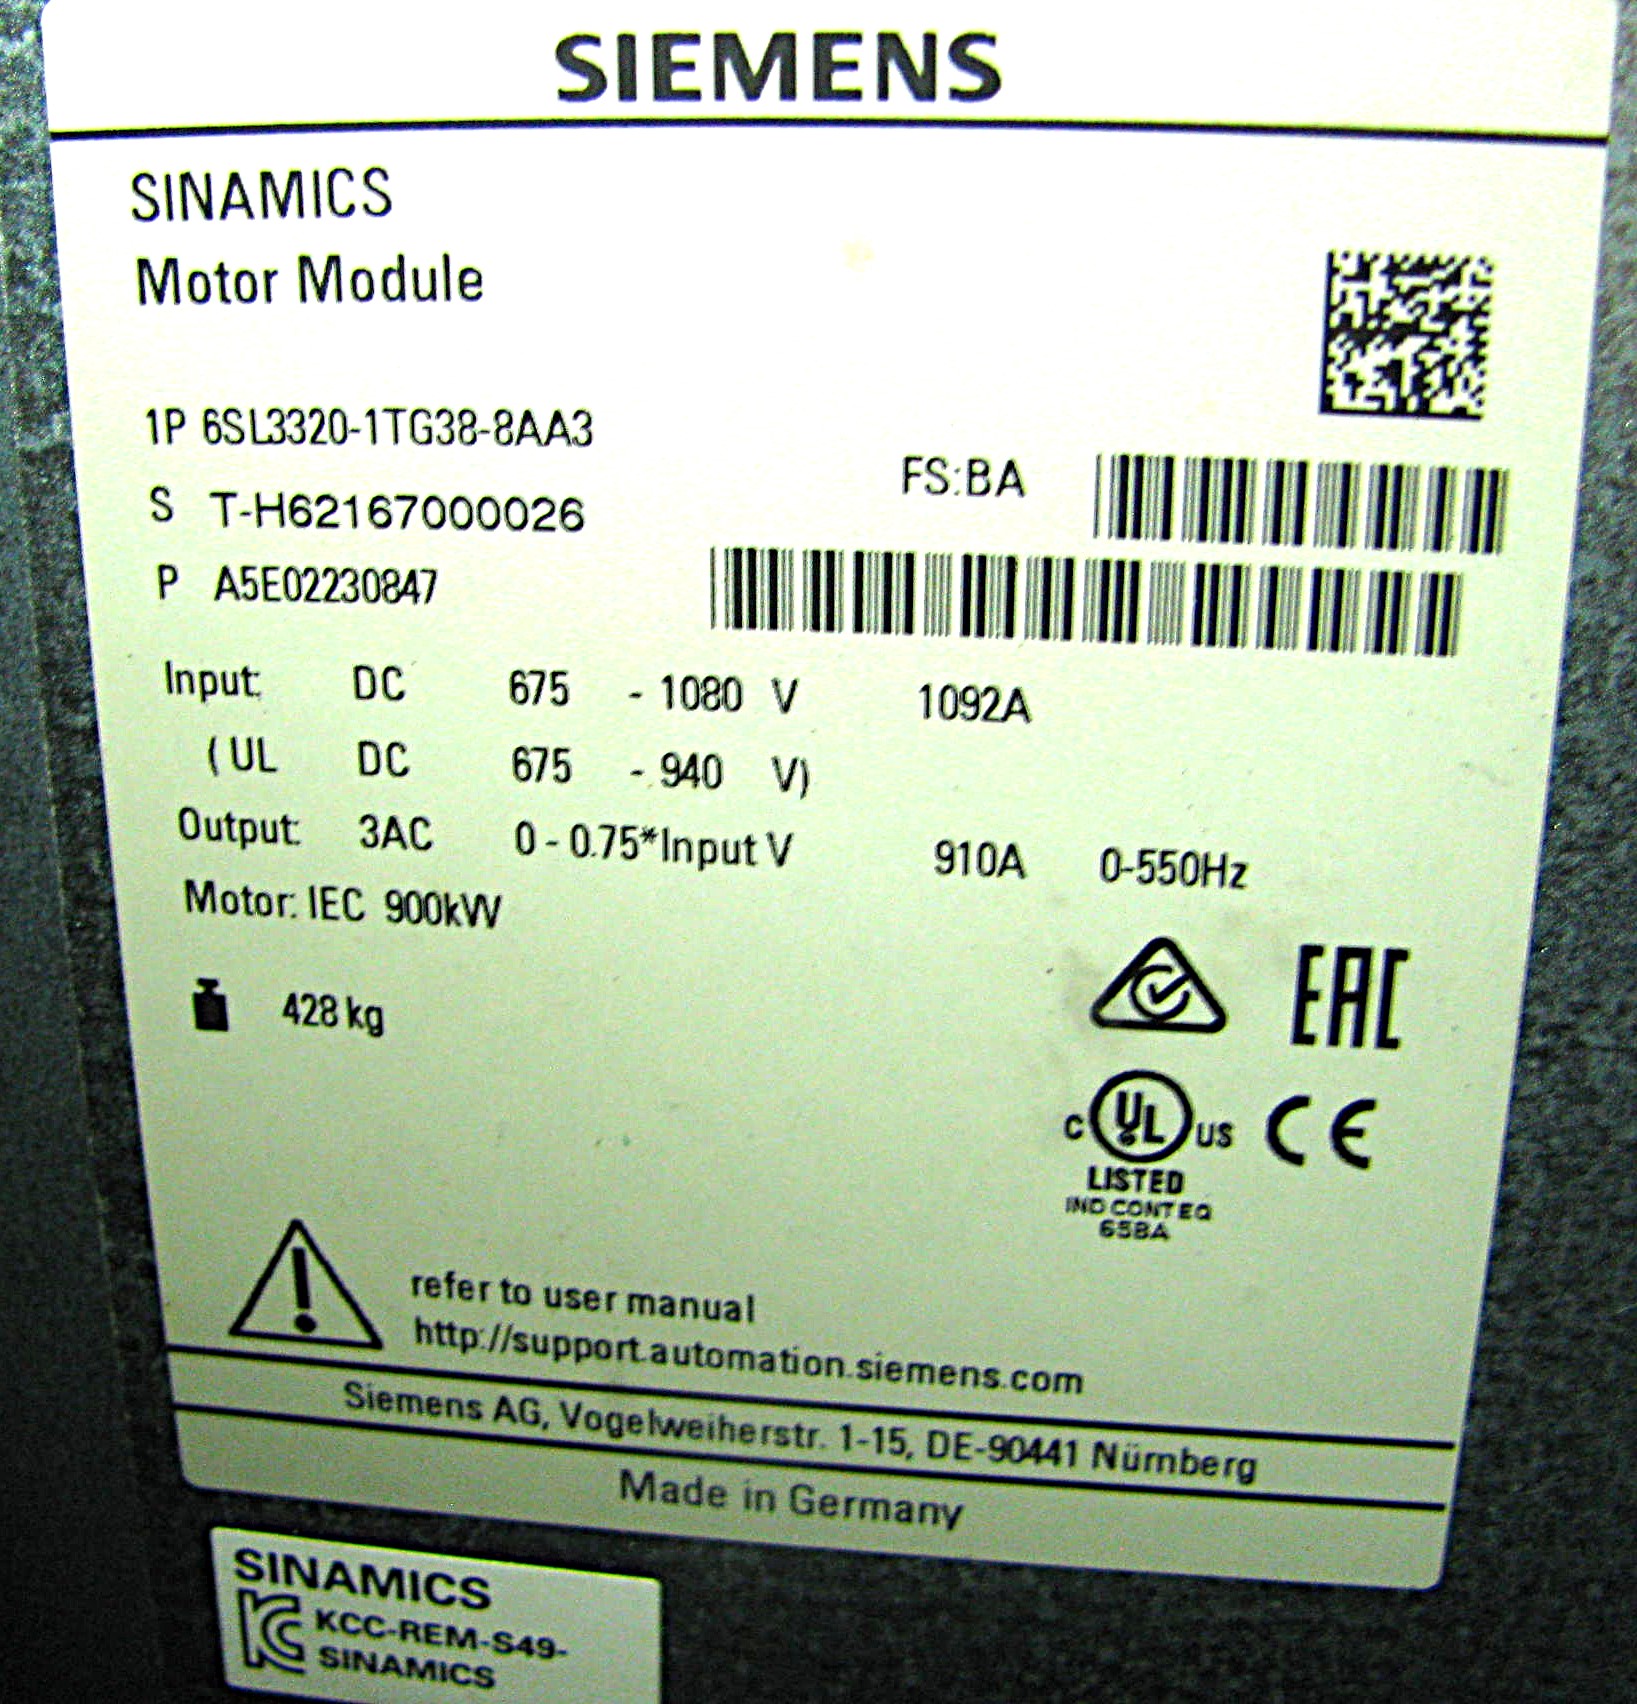 SIEMENS
SINAMICS
Motor Module
1P 6SL3320-1TG38-8AA3
S T-H62167000026 FS:BA
P A5E02230847
Input: DC 675 - 1080 V 1092A
(UL DC 675 - 940 V)
Output: 3AC 0 - 0.75*Input V 910A 0-550Hz
Motor: IEC 900kW
428 kg
EAC
C UL US CE
LISTED
IND CONT EQ
65BA
refer to user manual
http://support.automation.siemens.com
Siemens AG, Vogelweiherstr. 1-15, DE-90441 Nürnberg
Made in Germany
SINAMICS
KCC-REM-S49-
SINAMICS